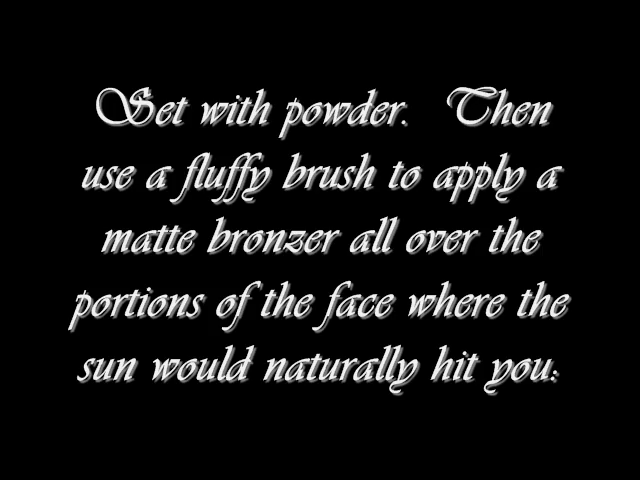 Set with powder. Then
use a fluffy brush to apply a
matte bronzer all over the
portions of the face where the
sun would naturally hit you: